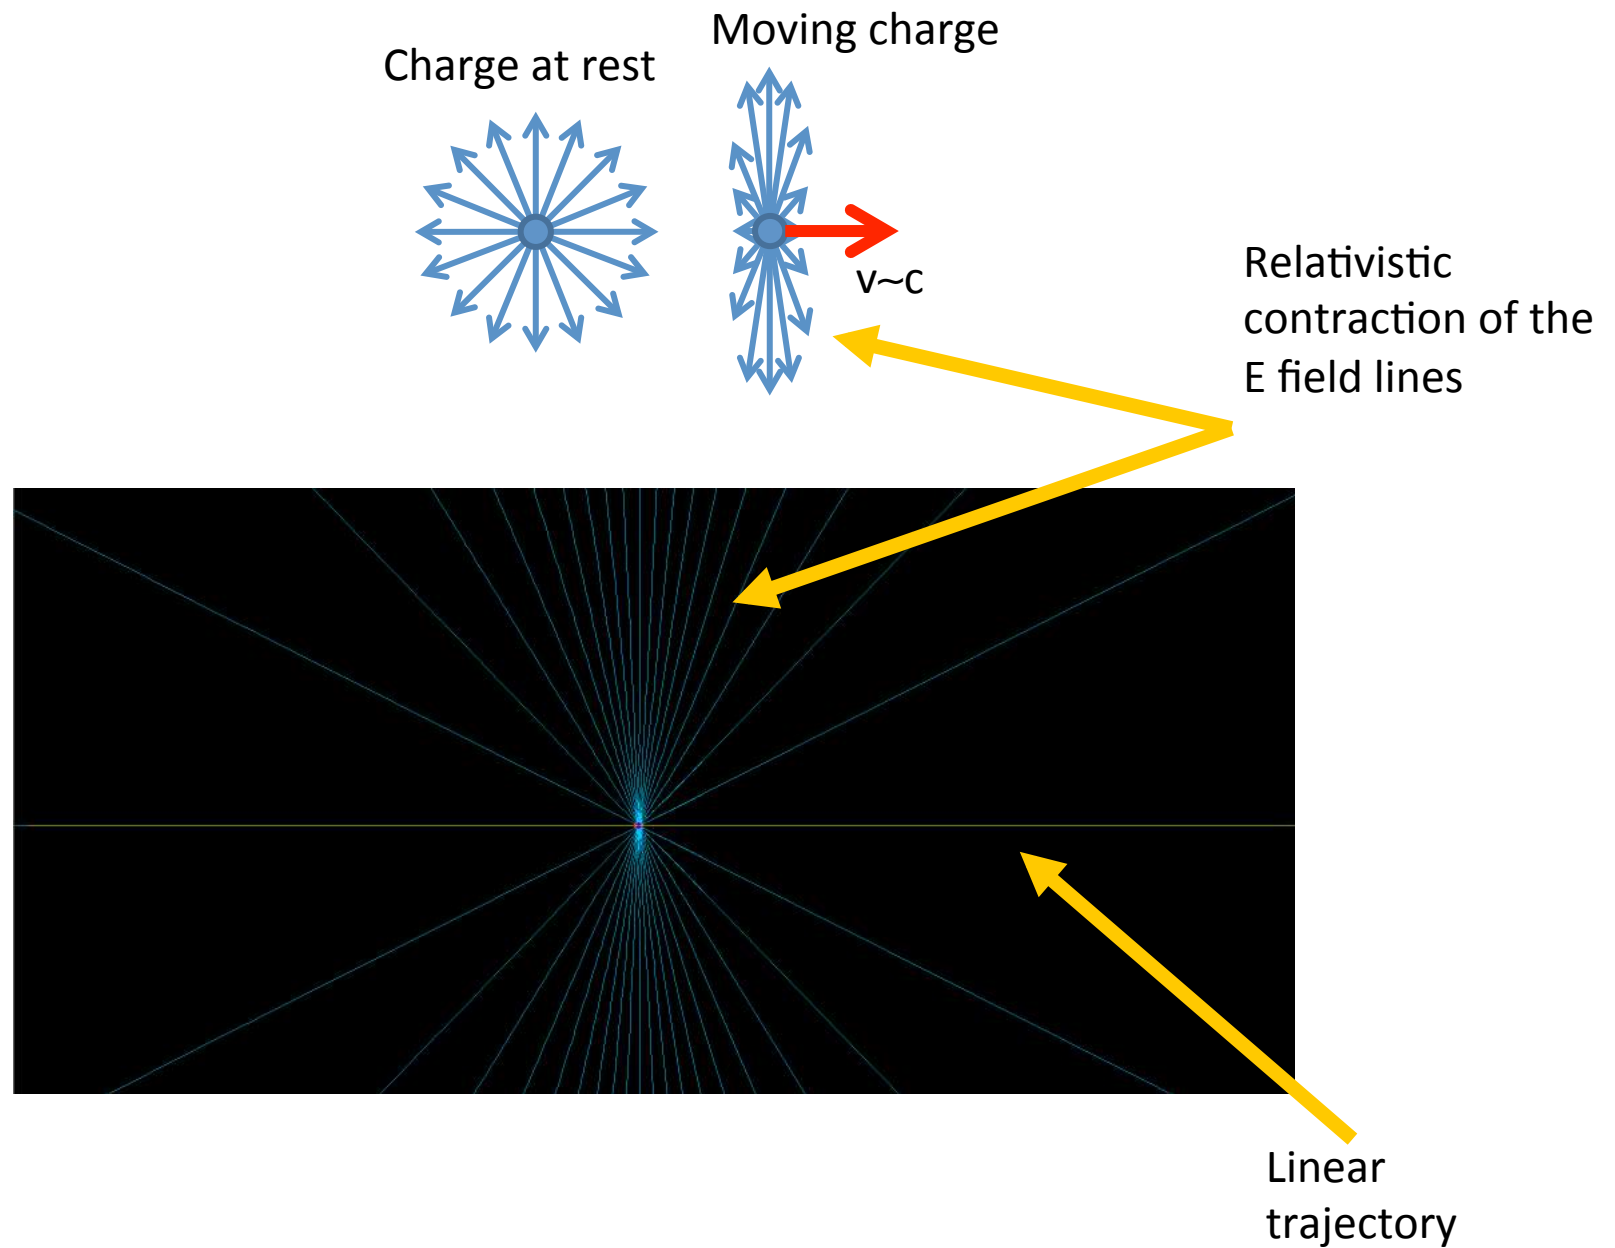 Moving charge
Charge at rest
v~c
Relativistic
contraction of the
E field lines
Linear
trajectory